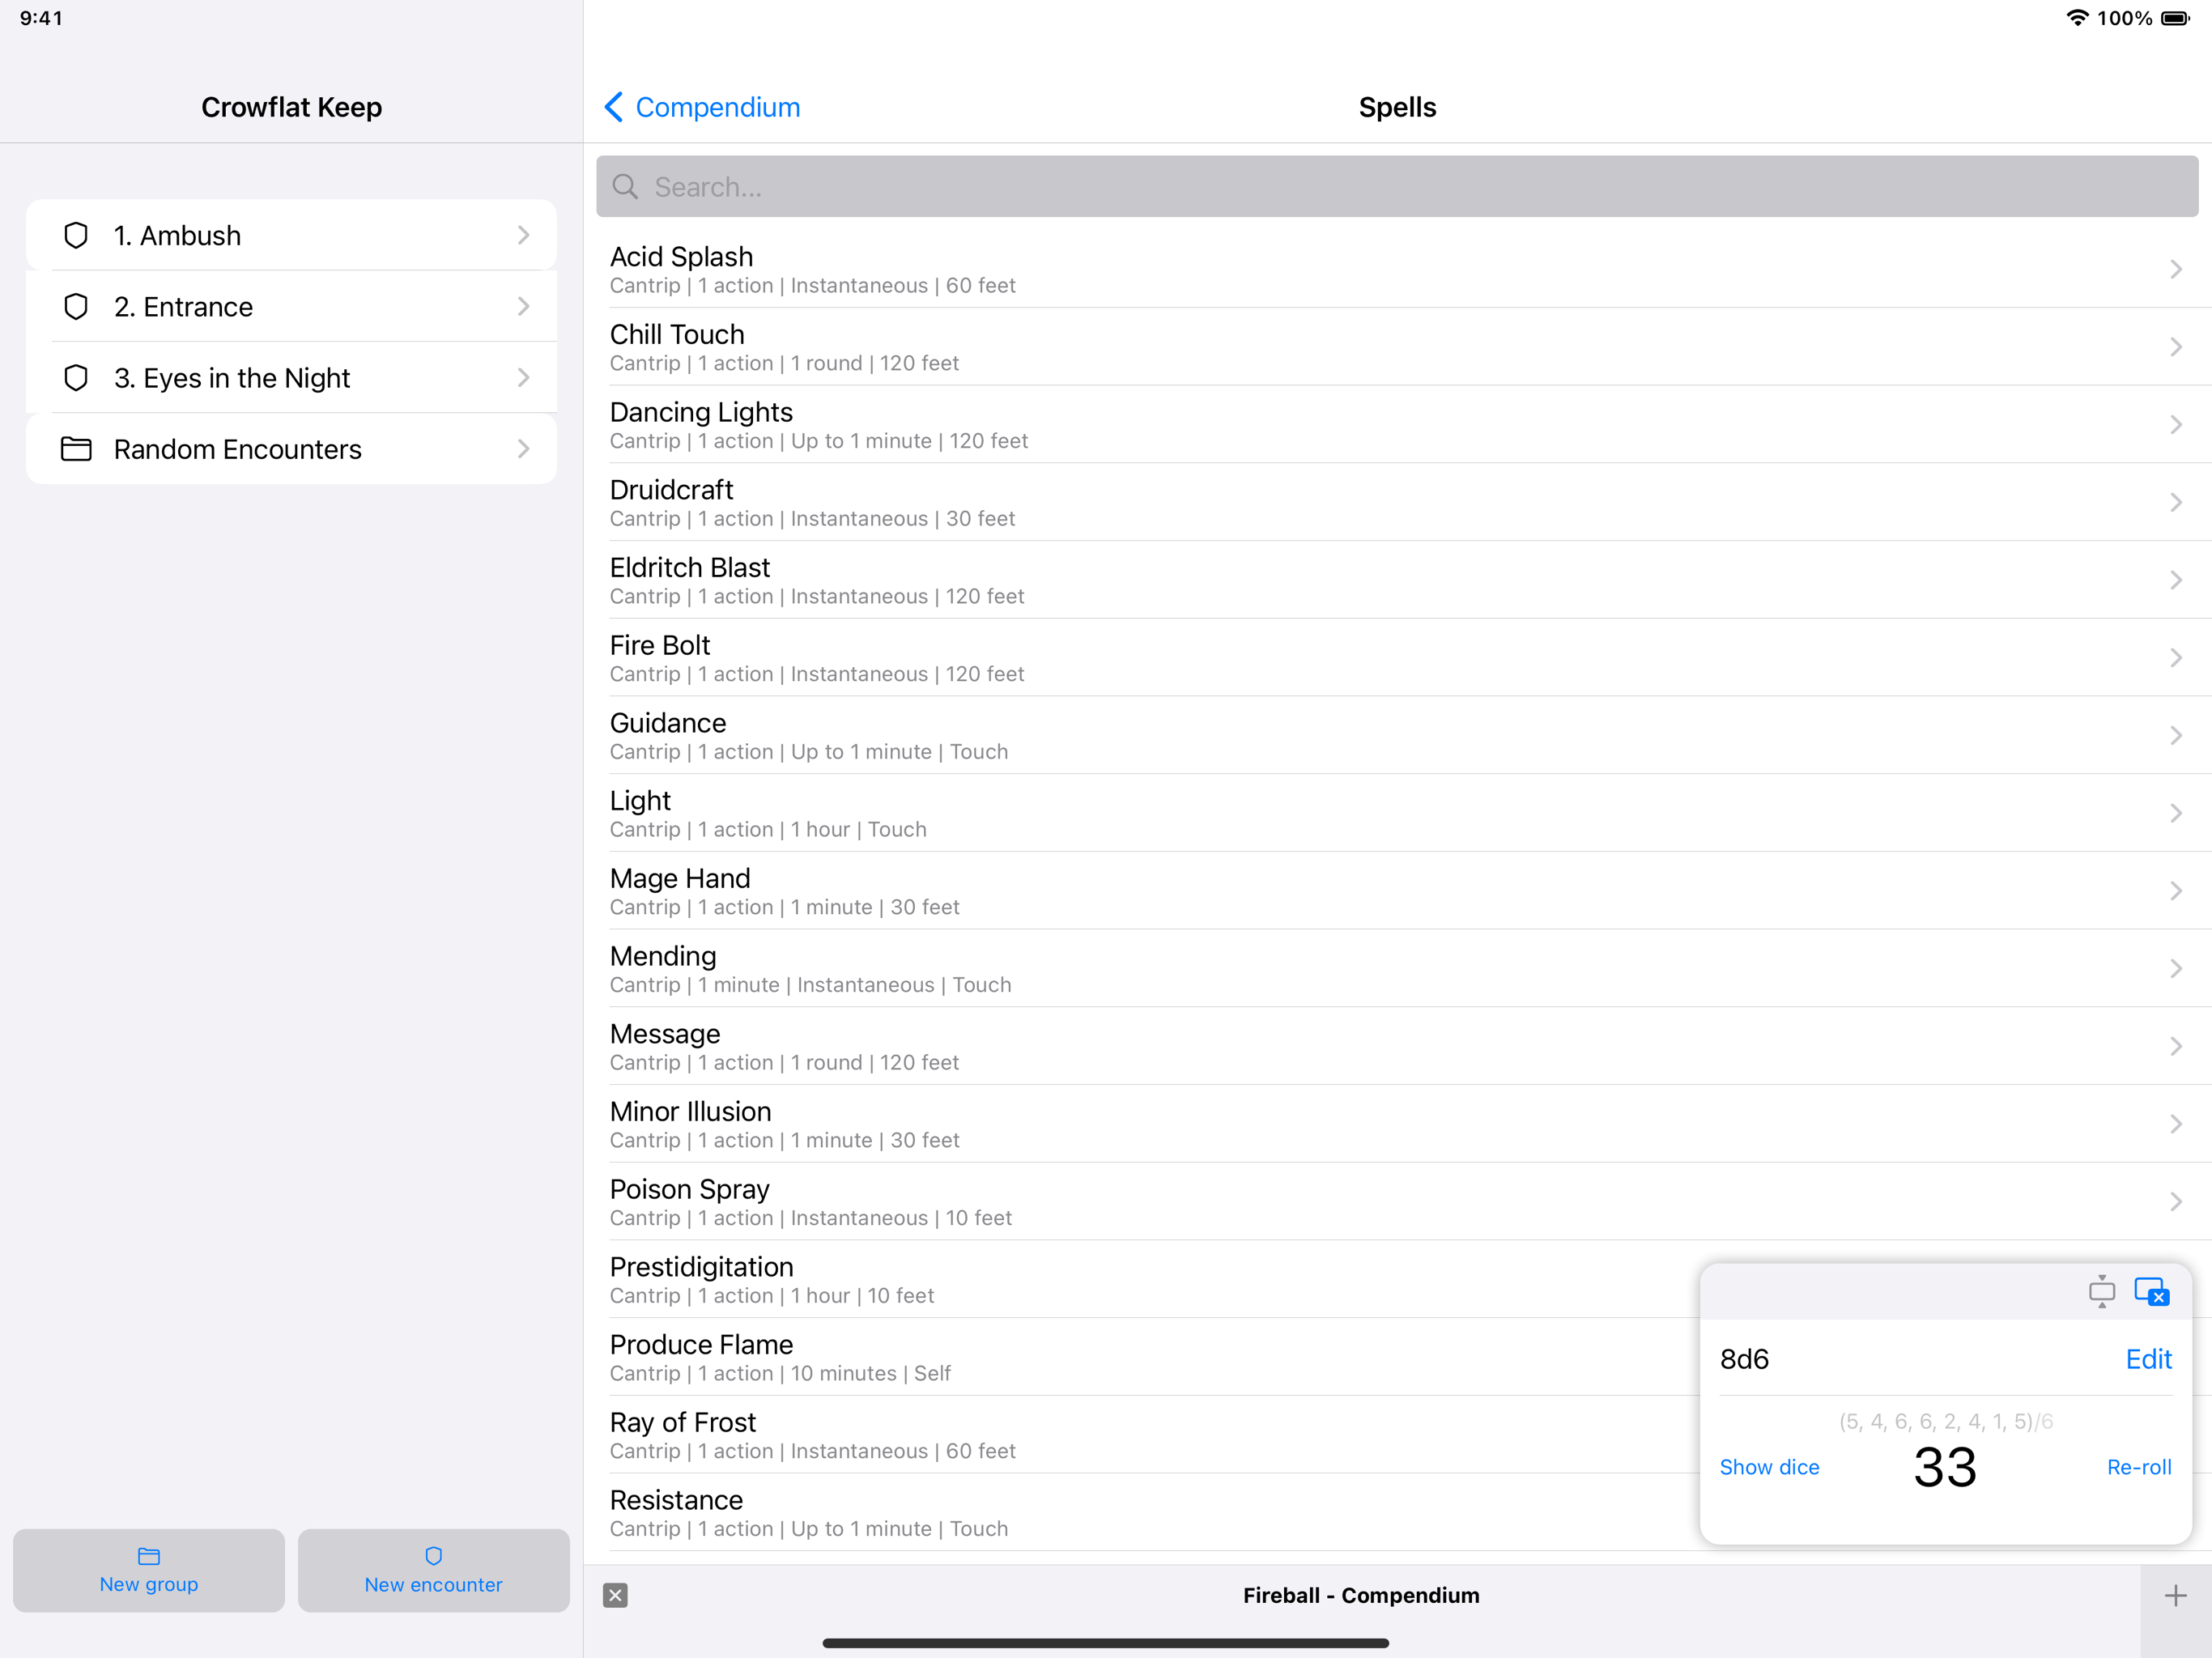 9:41
100%
Crowflat Keep
1. Ambush
2. Entrance
3. Eyes in the Night
Random Encounters
New group
New encounter
Compendium
Spells
Search...
Acid Splash
Cantrip | 1 action | Instantaneous | 60 feet
Chill Touch
Cantrip | 1 action | 1 round | 120 feet
Dancing Lights
Cantrip | 1 action | Up to 1 minute | 120 feet
Druidcraft
Cantrip | 1 action | Instantaneous | 30 feet
Eldritch Blast
Cantrip | 1 action | Instantaneous | 120 feet
Fire Bolt
Cantrip | 1 action | Instantaneous | 120 feet
Guidance
Cantrip | 1 action | Up to 1 minute | Touch
Light
Cantrip | 1 action | 1 hour | Touch
Mage Hand
Cantrip | 1 action | 1 minute | 30 feet
Mending
Cantrip | 1 minute | Instantaneous | Touch
Message
Cantrip | 1 action | 1 round | 120 feet
Minor Illusion
Cantrip | 1 action | 1 minute | 30 feet
Poison Spray
Cantrip | 1 action | Instantaneous | 10 feet
Prestidigitation
Cantrip | 1 action | 1 hour | 10 feet
Produce Flame
Cantrip | 1 action | 10 minutes | Self
Ray of Frost
Cantrip | 1 action | Instantaneous | 60 feet
Resistance
Cantrip | 1 action | Up to 1 minute | Touch
8d6
Edit
(5, 4, 6, 6, 2, 4, 1, 5)/6
Show dice
33
Re-roll
Fireball - Compendium